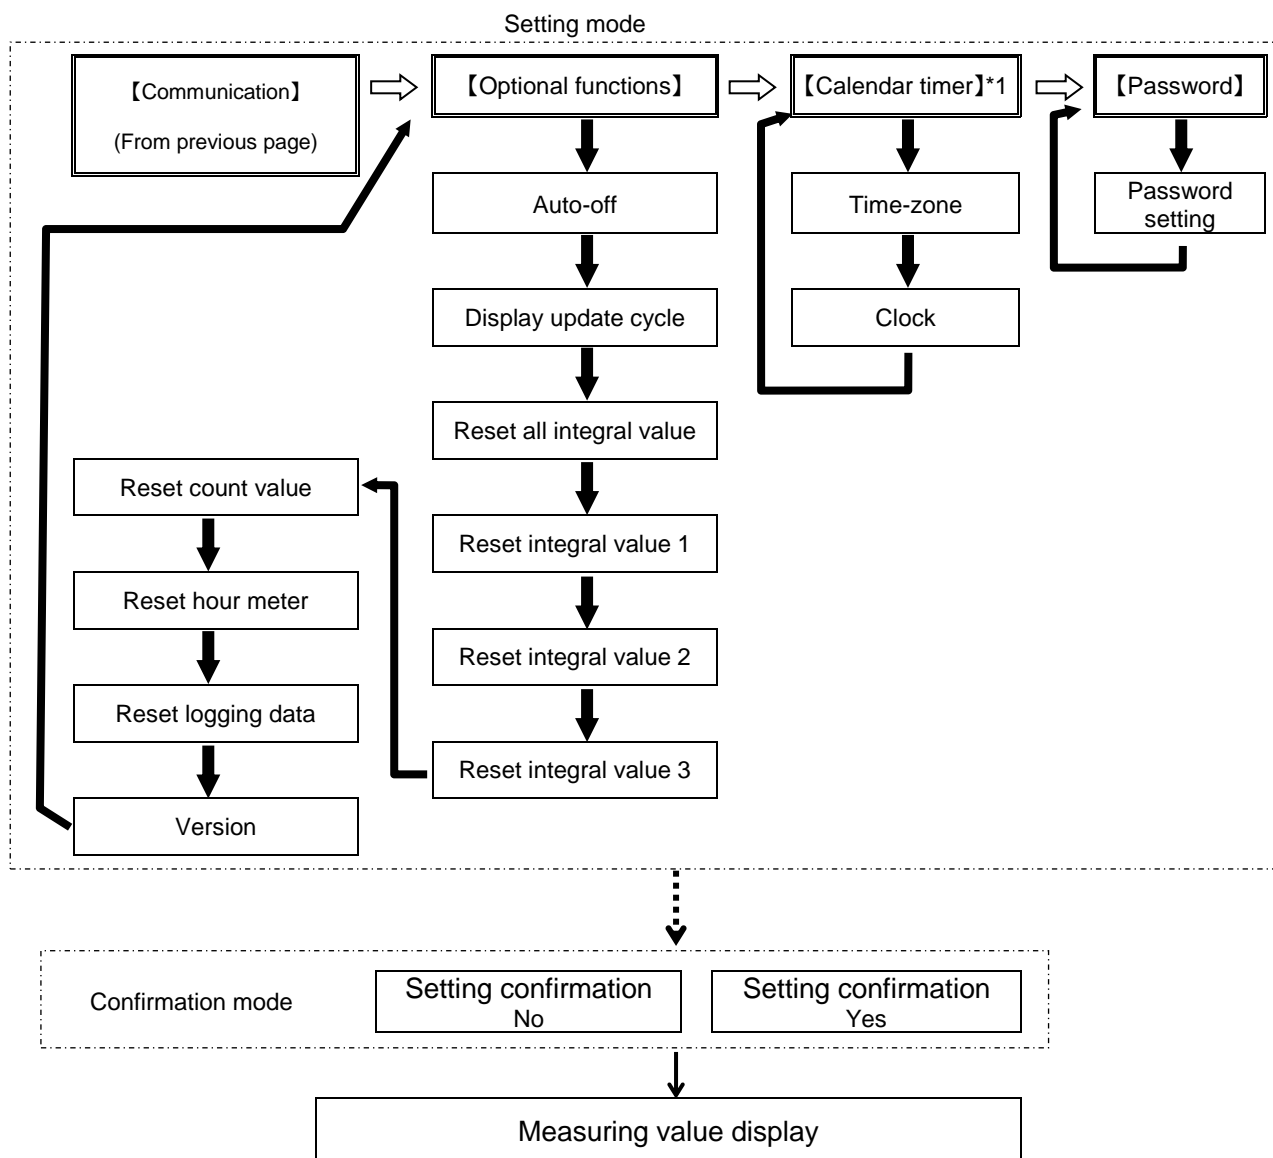 Setting mode
【Communication】
(From previous page)
【Optional functions】
【Calendar timer】*1
【Password】
Auto-off
Time-zone
Password
setting
Display update cycle
Clock
Reset all integral value
Reset count value
Reset integral value 1
Reset hour meter
Reset integral value 2
Reset logging data
Reset integral value 3
Version
Confirmation mode
Setting confirmation
No
Setting confirmation
Yes
Measuring value display